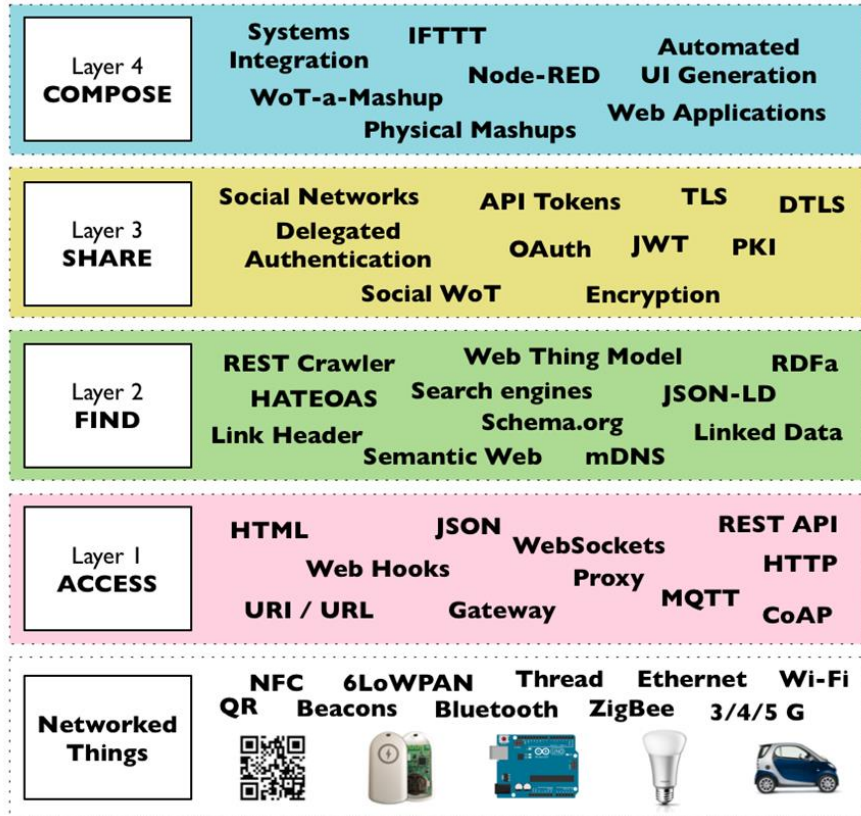 Layer 4
COMPOSE
Systems
Integration
IFTTT
Node-RED
Automated
UI Generation
WoT-a-Mashup
Physical Mashups
Web Applications
Layer 3
SHARE
Social Networks
API Tokens
TLS
DTLS
Delegated
Authentication
OAuth
JWT
PKI
Social WoT
Encryption
Layer 2
FIND
REST Crawler
Web Thing Model
RDFa
HATEOAS
Search engines
JSON-LD
Link Header
Schema.org
Linked Data
Semantic Web
mDNS
Layer 1
ACCESS
HTML
JSON
REST API
WebSockets
Web Hooks
Proxy
HTTP
URI / URL
Gateway
MQTT
CoAP
Networked
Things
NFC
6LoWPAN
Thread
Ethernet
Wi-Fi
QR
Beacons
Bluetooth
ZigBee
3/4/5 G